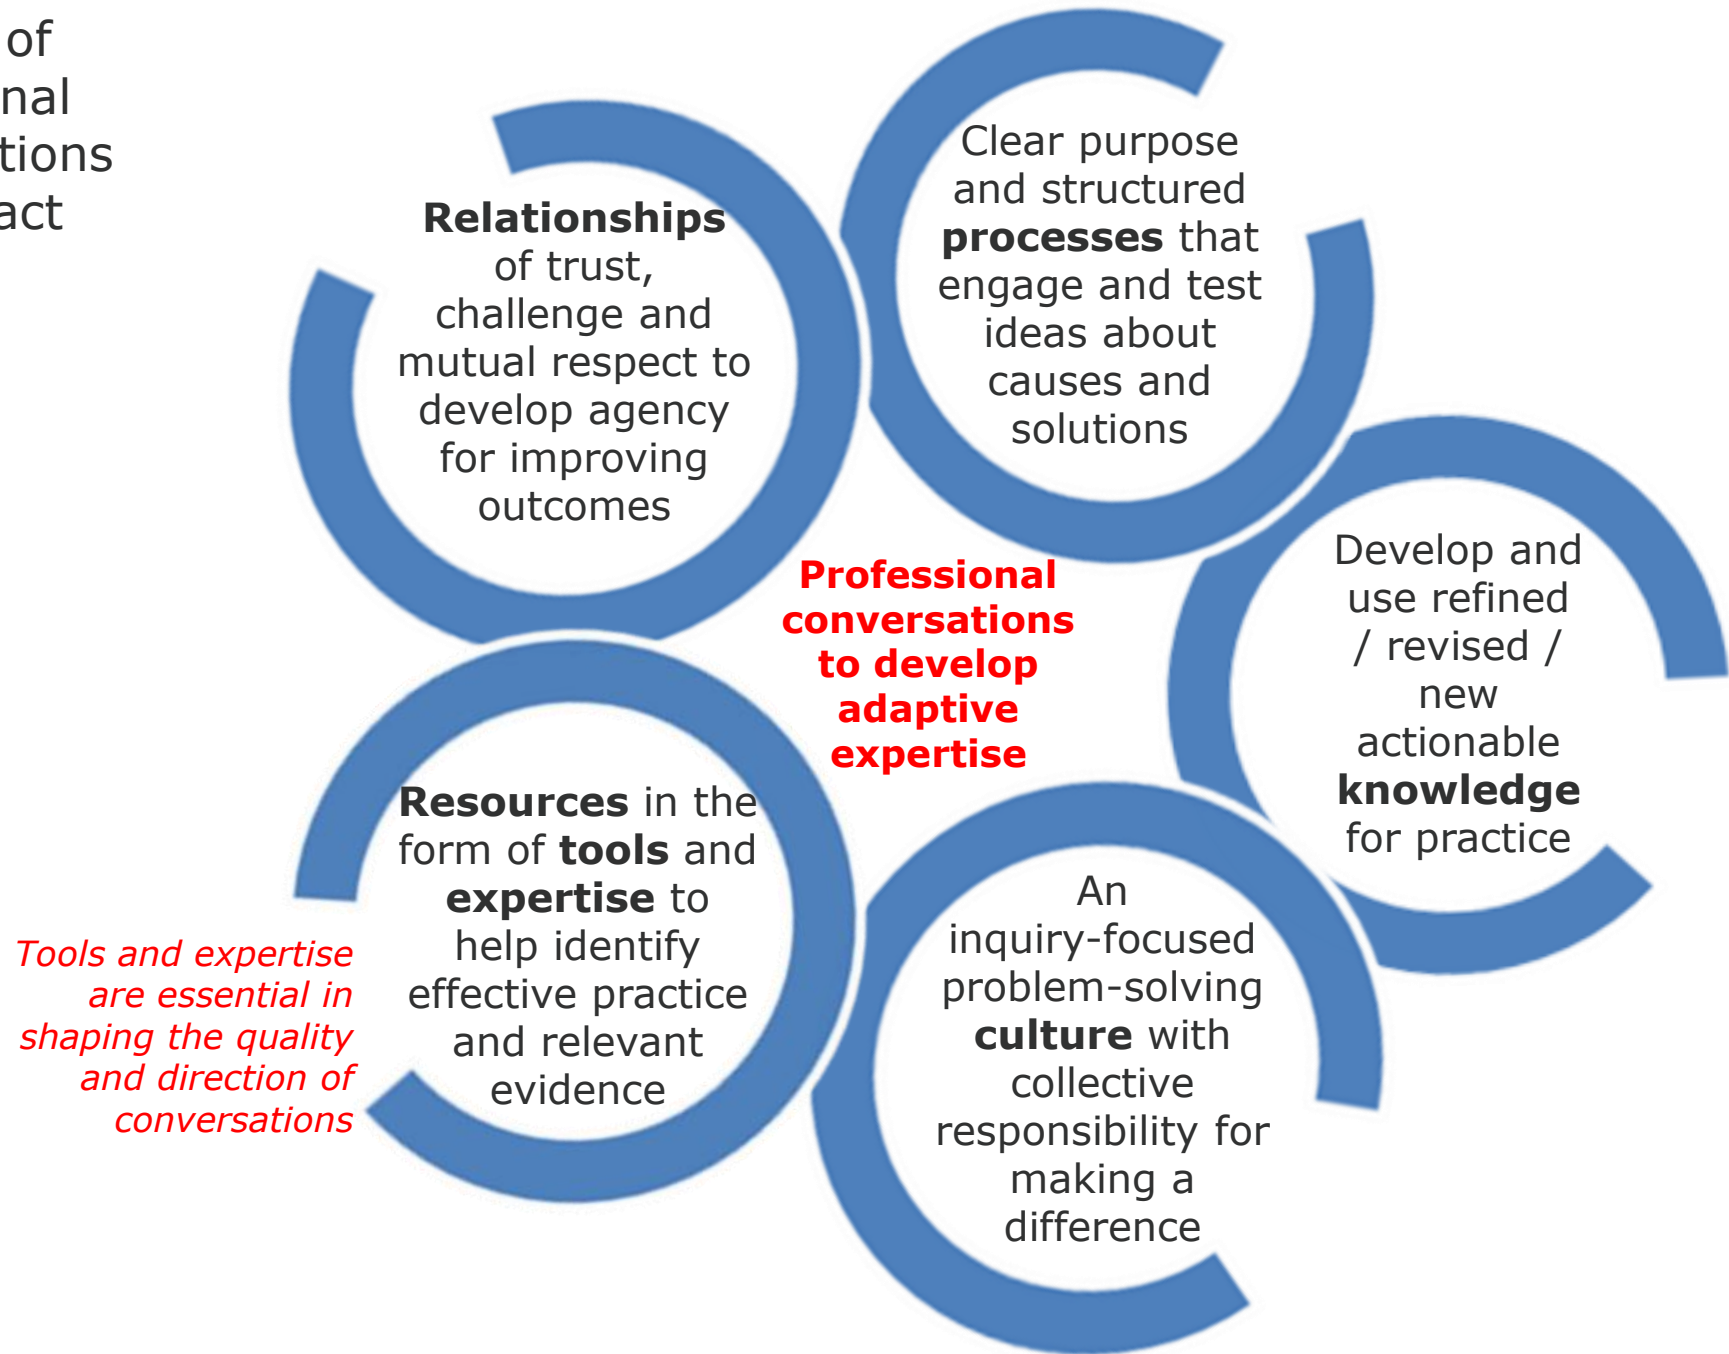 of
nal
tions
act
Relationships
of trust,
challenge and
mutual respect to
develop agency
for improving
outcomes
Clear purpose
and structured
processes that
engage and test
ideas about
causes and
solutions
Develop and
use refined
/ revised /
new
actionable
knowledge
for practice
Professional
conversations
to develop
adaptive
expertise
Resources in the
form of tools and
expertise to
help identify
effective practice
and relevant
evidence
Tools and expertise
are essential in
shaping the quality
and direction of
conversations
An
inquiry-focused
problem-solving
culture with
collective
responsibility for
making a
difference